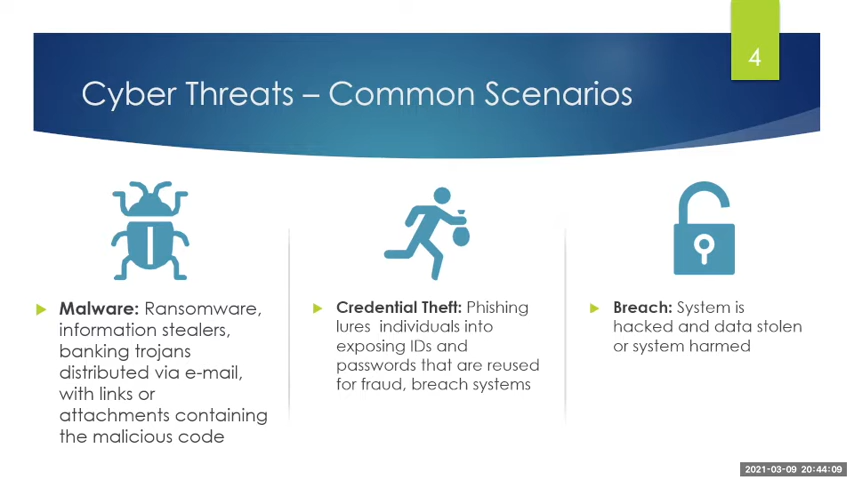 4
Cyber Threats – Common Scenarios
Malware: Ransomware,
information stealers,
banking trojans
distributed via e-mail,
with links or
attachments containing
the malicious code
Credential Theft: Phishing
lures individuals into
exposing IDs and
passwords that are reused
for fraud, breach systems
Breach: System is
hacked and data stolen
or system harmed
2021-03-09 20:44:09